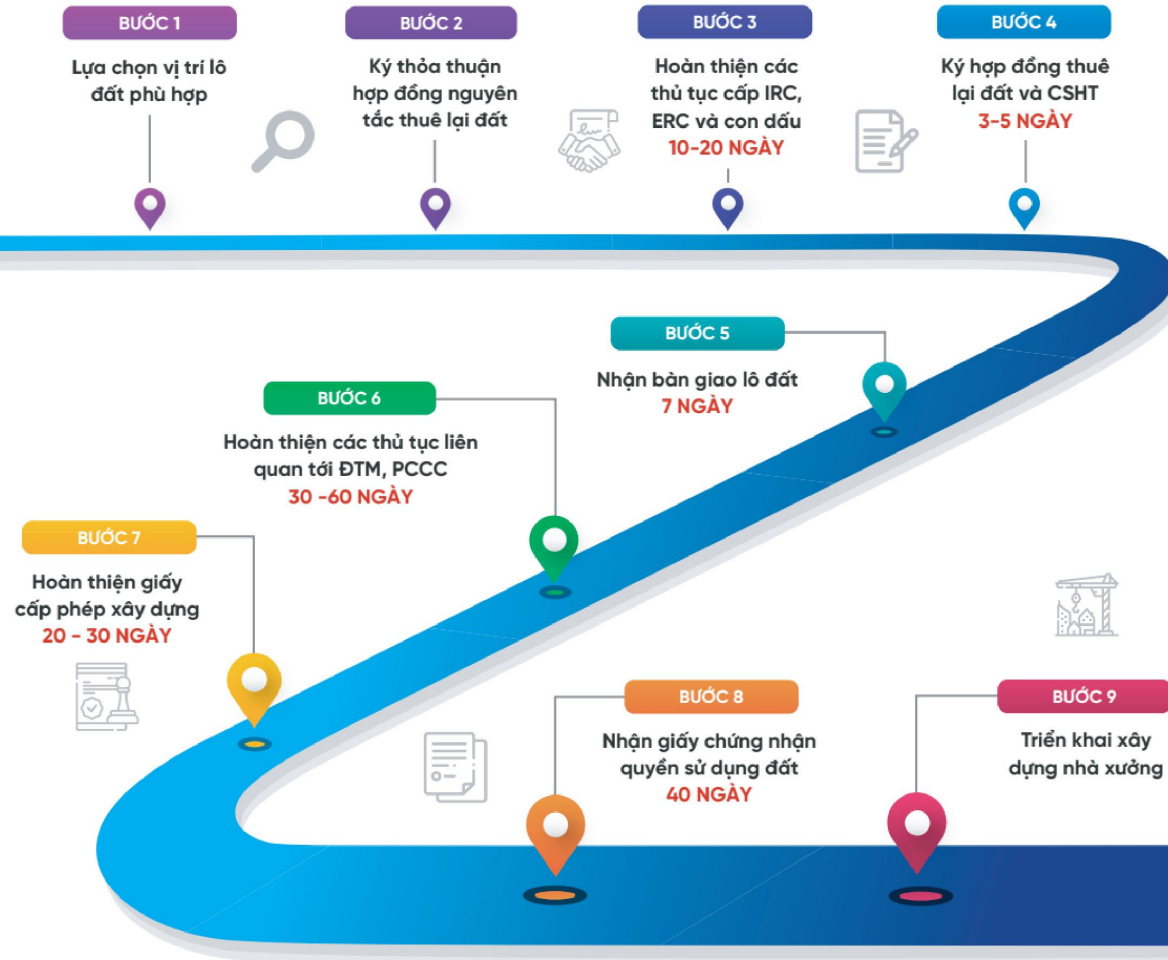 BƯỚC 1
Lựa chọn vị trí lô
đất phù hợp
BƯỚC 2
Ký thỏa thuận
hợp đồng nguyên
tắc thuê lại đất
BƯỚC 3
Hoàn thiện các
thủ tục cấp IRC,
ERC và con dấu
10-20 NGÀY
BƯỚC 4
Ký hợp đồng thuê
lại đất và CSHT
3-5 NGÀY
BƯỚC 5
Nhận bàn giao lô đất
7 NGÀY
BƯỚC 6
Hoàn thiện các thủ tục liên
quan tới ĐTM, PCCC
30 -60 NGÀY
BƯỚC 7
Hoàn thiện giấy
cấp phép xây dựng
20 - 30 NGÀY
BƯỚC 8
Nhận giấy chứng nhận
quyền sử dụng đất
40 NGÀY
BƯỚC 9
Triển khai xây
dựng nhà xưởng